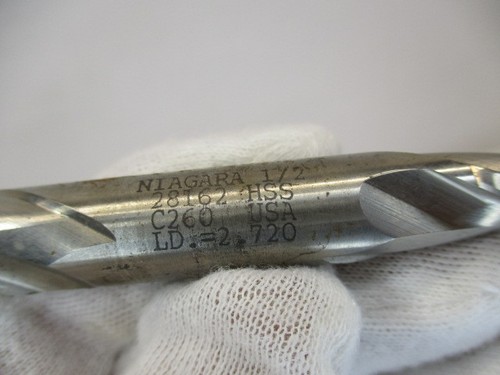 NIAGARA 1/2
28162 HSS
C260 USA
LD.=2.720